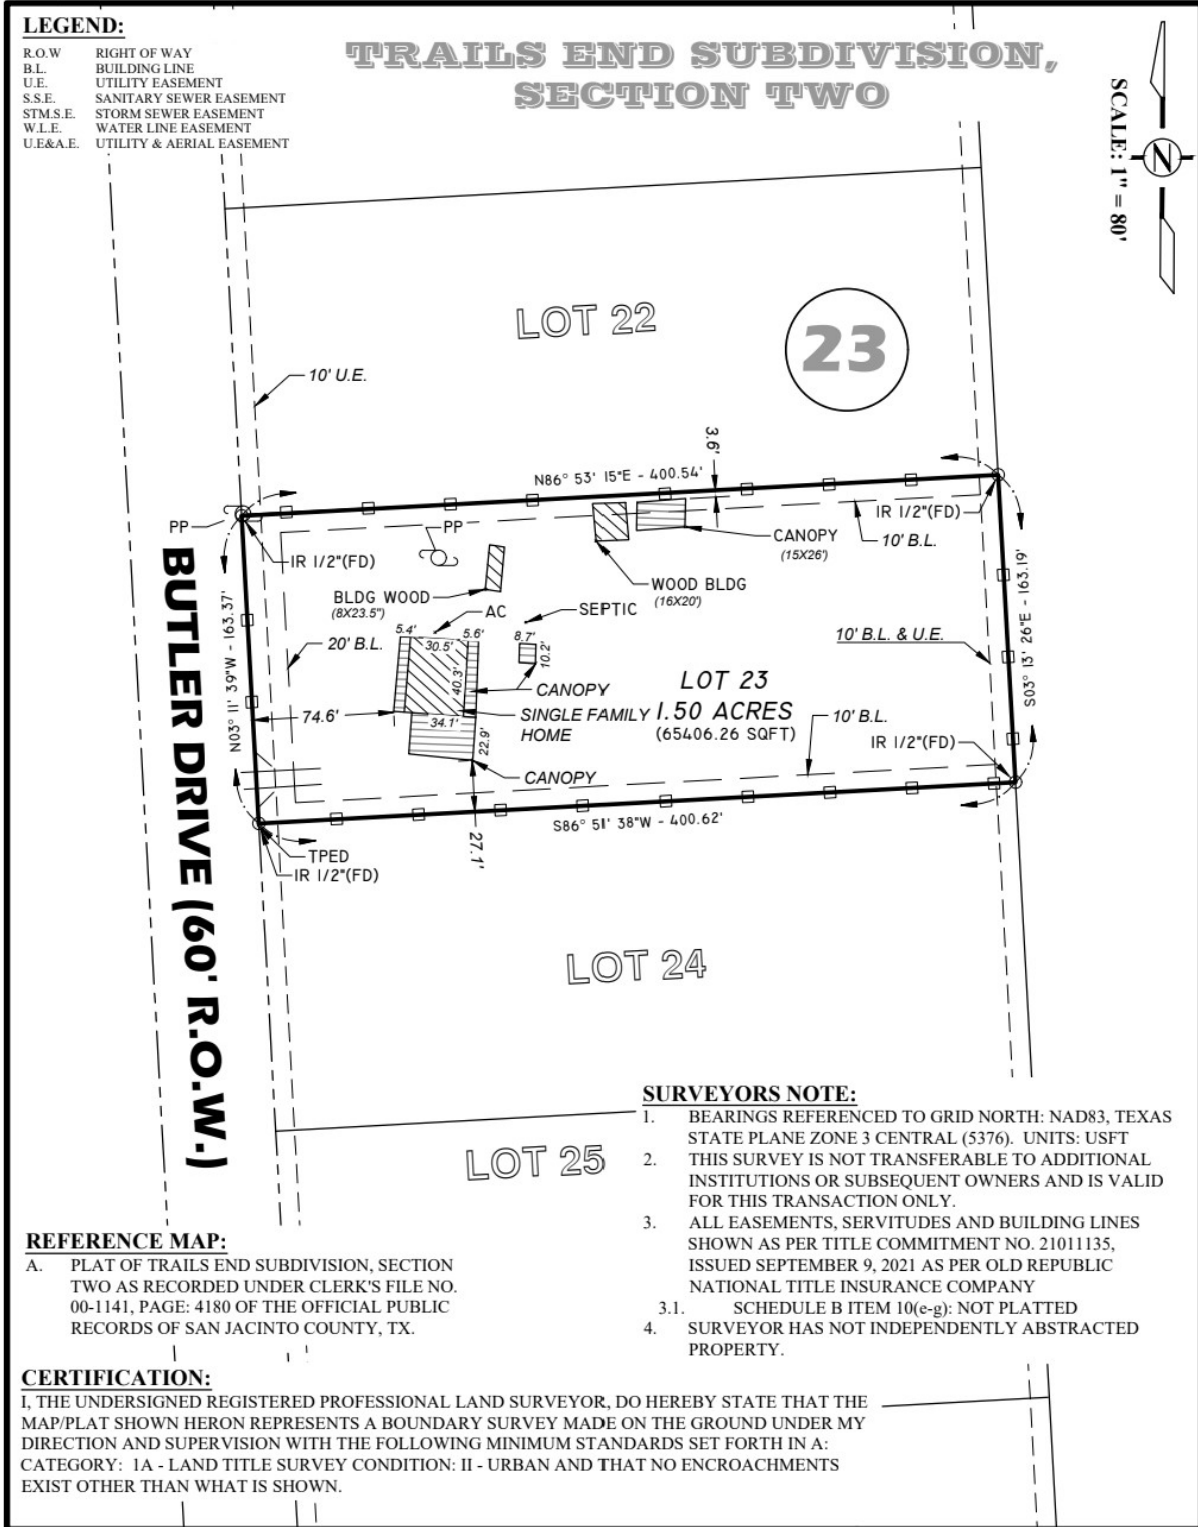 LEGEND:
R.O.W RIGHT OF WAY
B.L. BUILDING LINE
U.E. UTILITY EASEMENT
S.S.E. SANITARY SEWER EASEMENT
STM.S.E. STORM SEWER EASEMENT
W.L.E. WATER LINE EASEMENT
U.E&A.E. UTILITY & AERIAL EASEMENT
TRAILS END SUBDIVISION,
SECTION TWO
SCALE: 1" = 80'
N
LOT 22
23
10' U.E.
3.6'
N86° 53' 15"E - 400.54'
PP
PP
IR 1/2"(FD)
IR 1/2"(FD)
CANOPY
(15X26')
10' B.L.
BLDG WOOD
(8X23.5")
WOOD BLDG
(16X20')
AC
SEPTIC
20' B.L.
5.4'
30.5'
5.6'
8.7'
10.2'
40.3'
10' B.L. & U.E.
N03° 11' 39"W - 163.37'
S03° 13' 26"E - 163.19'
CANOPY
LOT 23
1.50 ACRES
(65406.26 SQFT)
74.6'
34.1'
SINGLE FAMILY
HOME
22.9'
10' B.L.
IR 1/2"(FD)
CANOPY
S86° 51' 38"W - 400.62'
27.1'
TPED
IR 1/2"(FD)
BUTLER DRIVE (60' R.O.W.)
LOT 24
LOT 25
SURVEYORS NOTE:
1. BEARINGS REFERENCED TO GRID NORTH: NAD83, TEXAS
STATE PLANE ZONE 3 CENTRAL (5376). UNITS: USFT
2. THIS SURVEY IS NOT TRANSFERABLE TO ADDITIONAL
INSTITUTIONS OR SUBSEQUENT OWNERS AND IS VALID
FOR THIS TRANSACTION ONLY.
3. ALL EASEMENTS, SERVITUDES AND BUILDING LINES
SHOWN AS PER TITLE COMMITMENT NO. 21011135,
ISSUED SEPTEMBER 9, 2021 AS PER OLD REPUBLIC
NATIONAL TITLE INSURANCE COMPANY
3.1. SCHEDULE B ITEM 10(e-g): NOT PLATTED
4. SURVEYOR HAS NOT INDEPENDENTLY ABSTRACTED
PROPERTY.
REFERENCE MAP:
A. PLAT OF TRAILS END SUBDIVISION, SECTION
TWO AS RECORDED UNDER CLERK'S FILE NO.
00-1141, PAGE: 4180 OF THE OFFICIAL PUBLIC
RECORDS OF SAN JACINTO COUNTY, TX.
CERTIFICATION:
I, THE UNDERSIGNED REGISTERED PROFESSIONAL LAND SURVEYOR, DO HEREBY STATE THAT THE
MAP/PLAT SHOWN HERON REPRESENTS A BOUNDARY SURVEY MADE ON THE GROUND UNDER MY
DIRECTION AND SUPERVISION WITH THE FOLLOWING MINIMUM STANDARDS SET FORTH IN A:
CATEGORY: 1A - LAND TITLE SURVEY CONDITION: II - URBAN AND THAT NO ENCROACHMENTS
EXIST OTHER THAN WHAT IS SHOWN.